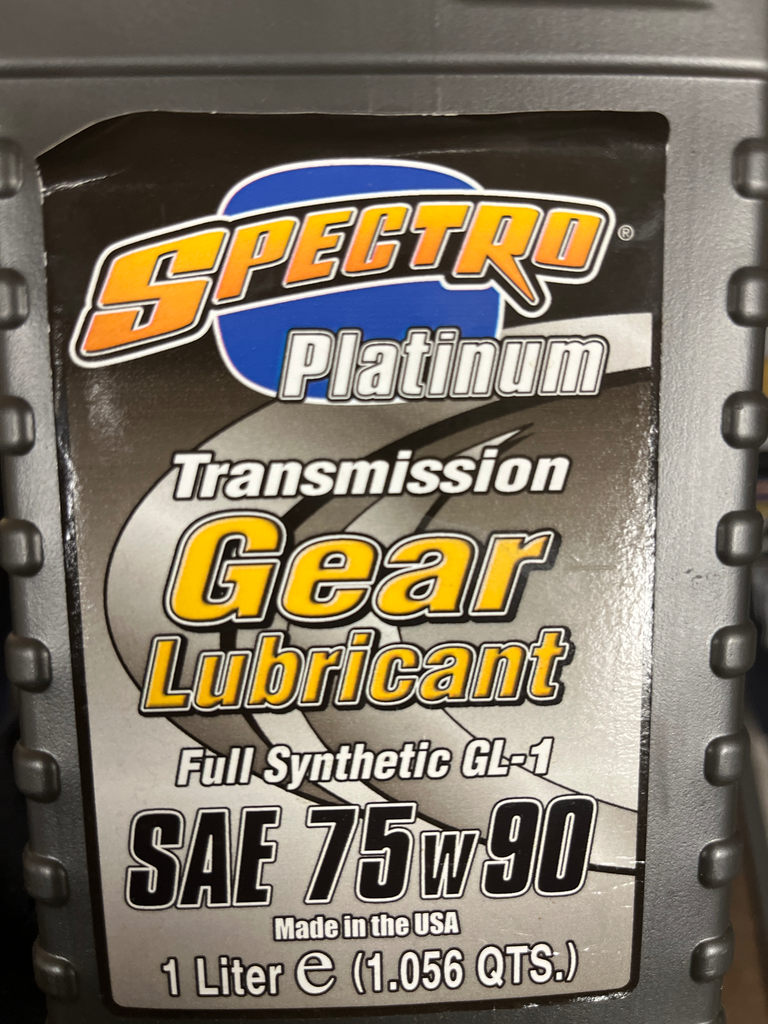 SPECTRO®
Platinum
Transmission
Gear
Lubricant
Full Synthetic GL-1
SAE 75W90
Made in the USA
1 Liter e (1.056 QTS.)